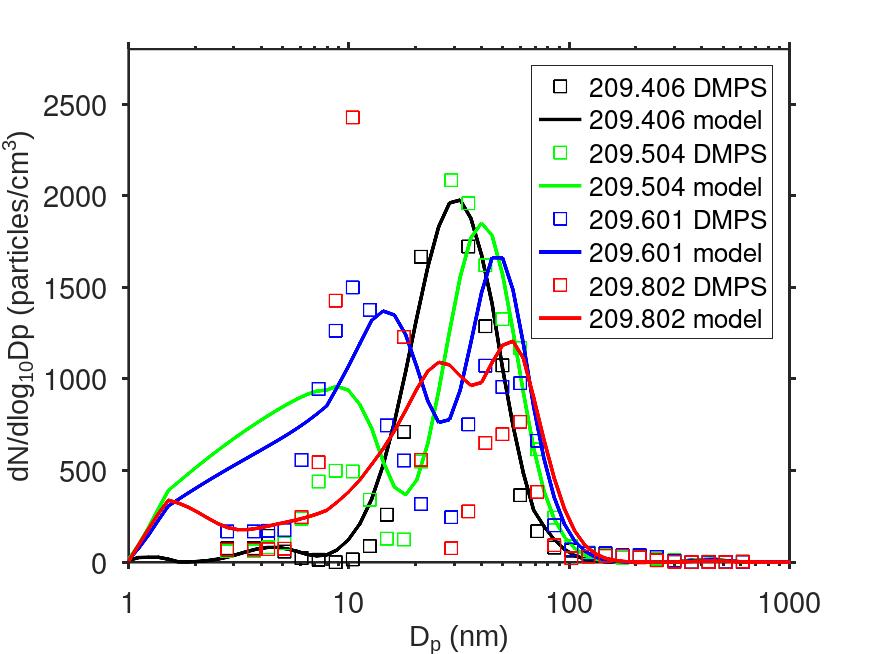 dN/dlog₁₀Dp (particles/cm³)
2500
2000
1500
1000
500
0
209.406 DMPS
209.406 model
209.504 DMPS
209.504 model
209.601 DMPS
209.601 model
209.802 DMPS
209.802 model
1 10 100 1000
Dₚ (nm)